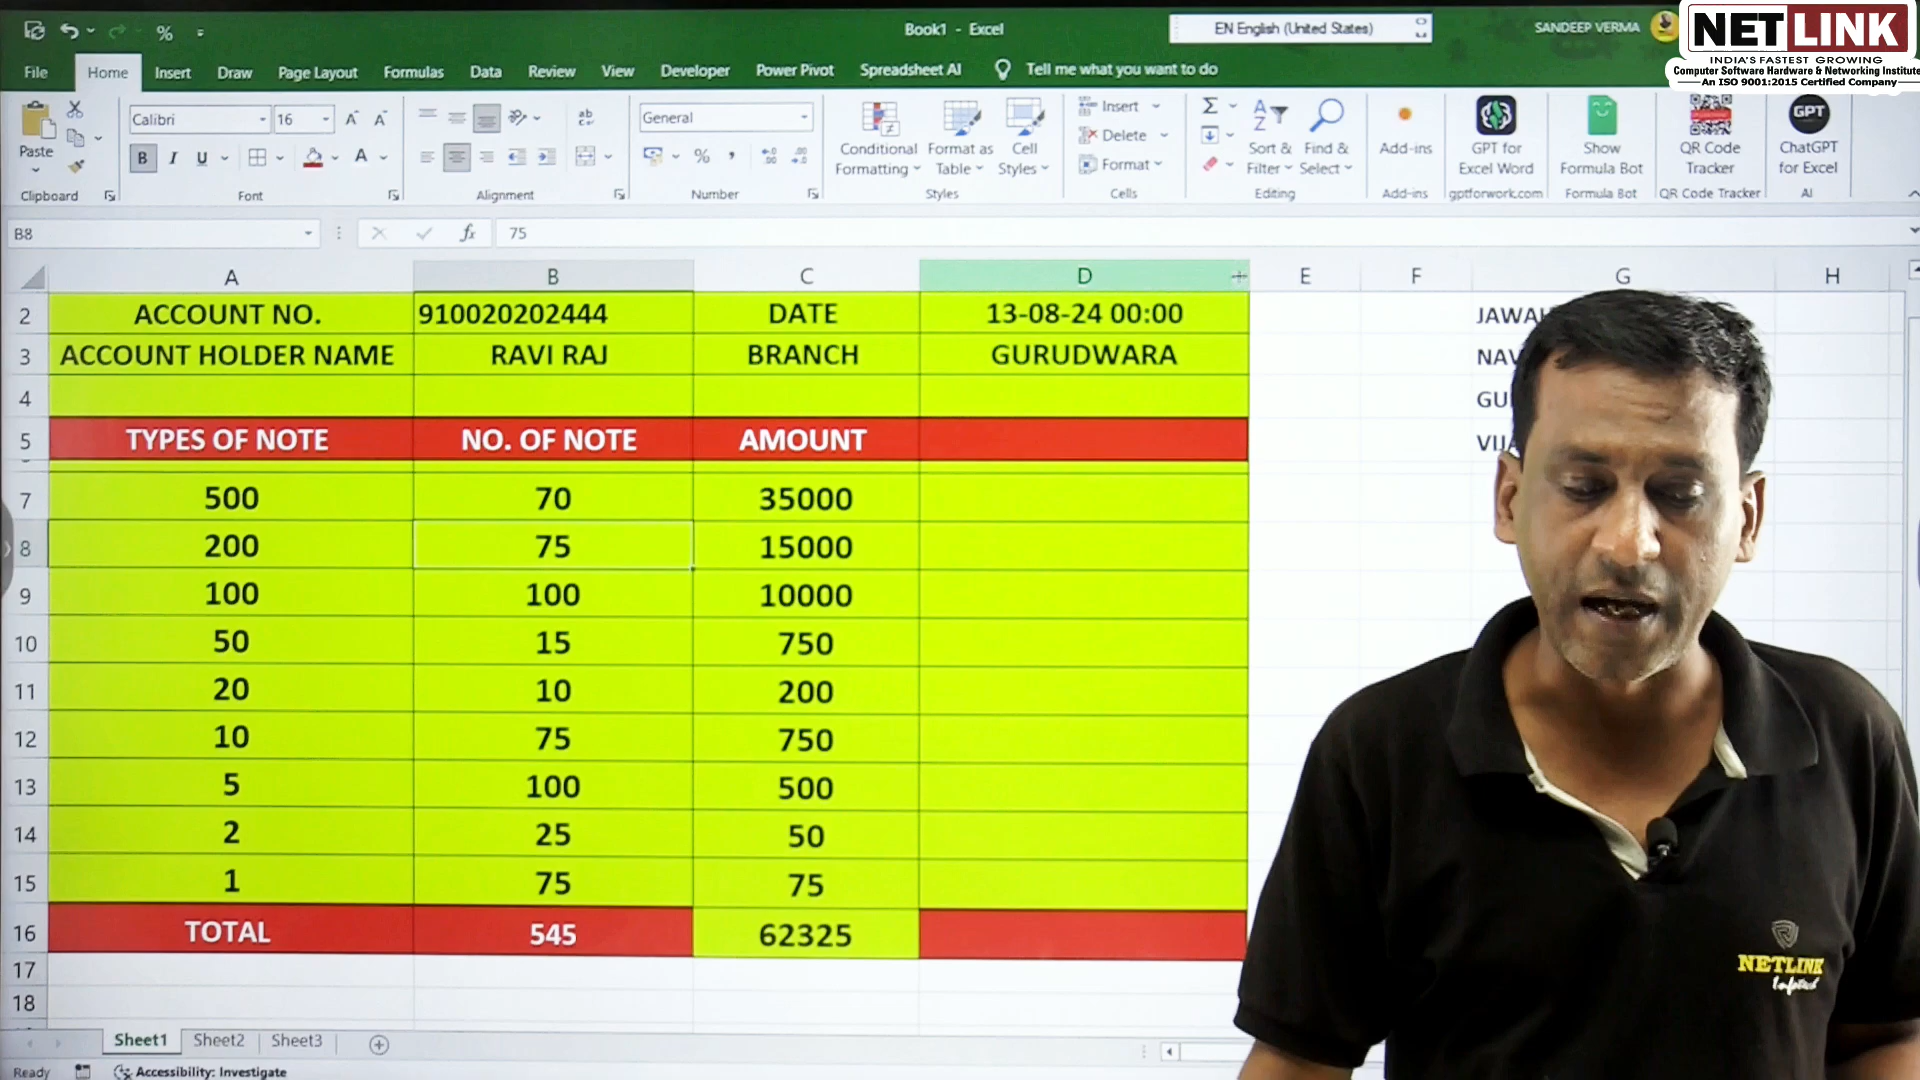 Book1 - Excel
EN English (United States)
SANDEEP VERMA
NETLINK
INDIA'S FASTEST GROWING
Computer Software Hardware & Networking Institute
An ISO 9001:2015 Certified Company
File Home Insert Draw Page Layout Formulas Data Review View Developer Power Pivot Spreadsheet AI Tell me what you want to do
Paste
Clipboard
Calibri 16
B I U
Font
Alignment
General
Number
Conditional Formatting
Format as Table
Cell Styles
Styles
Insert
Delete
Format
Cells
Sort & Filter
Find & Select
Editing
Add-ins
Add-ins
GPT for Excel Word
gptforwork.com
Show Formula Bot
Formula Bot
QR Code Tracker
QR Code Tracker
GPT
ChatGPT for Excel
AI
B8 fx 75
A B C D E F G H
2 ACCOUNT NO. 910020202444 DATE 13-08-24 00:00
3 ACCOUNT HOLDER NAME RAVI RAJ BRANCH GURUDWARA
4
5 TYPES OF NOTE NO. OF NOTE AMOUNT
7 500 70 35000
8 200 75 15000
9 100 100 10000
10 50 15 750
11 20 10 200
12 10 75 750
13 5 100 500
14 2 25 50
15 1 75 75
16 TOTAL 545 62325
17
18
Sheet1 Sheet2 Sheet3
Ready Accessibility: Investigate
NETLINK
Infotech